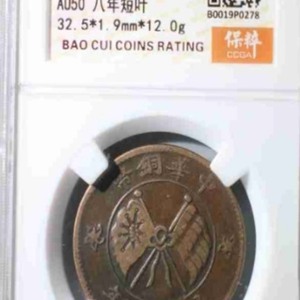 AU50 八年短叶
B0019P0278
32.5*1.9mm*12.0g
保粹
CCGA
BAO CUI COINS RATING
幣銅華中